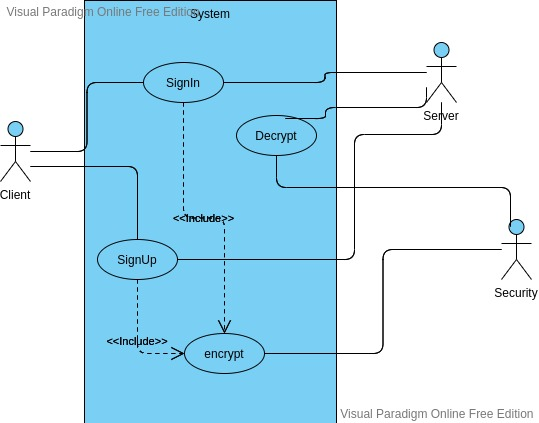 Visual Paradigm Online Free Edition
System
SignIn
Server
Decrypt
Client
<<Include>>
SignUp
Security
<<Include>>
encrypt
Visual Paradigm Online Free Edition